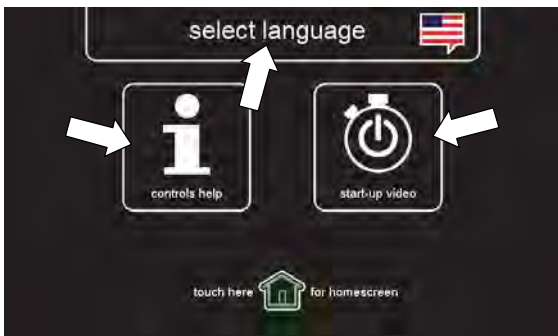 select language
controls help
start-up video
touch here for homescreen